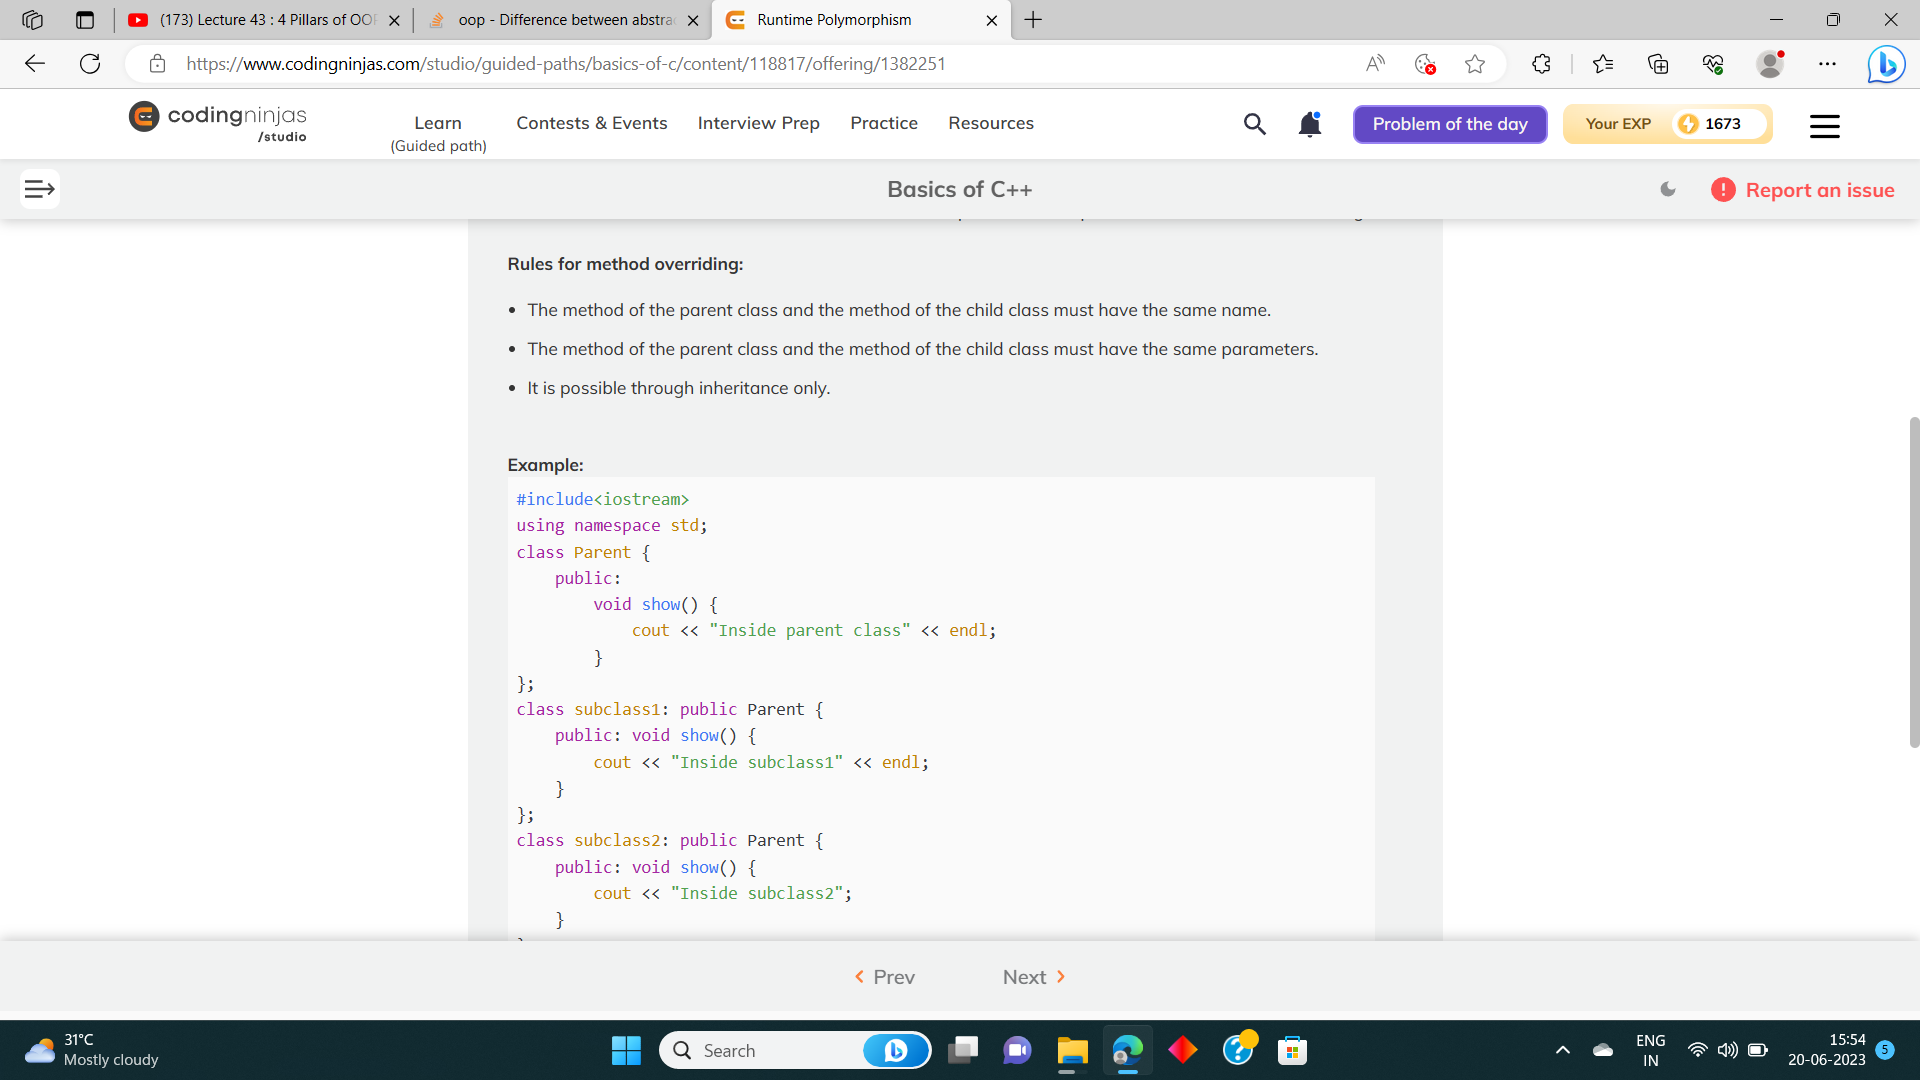 (173) Lecture 43 : 4 Pillars of OOP
oop - Difference between abstra
Runtime Polymorphism
https://www.codingninjas.com/studio/guided-paths/basics-of-c/content/118817/offering/1382251
codingninjas
/studio
Learn
(Guided path)
Contests & Events
Interview Prep
Practice
Resources
Problem of the day
Your EXP
1673
Basics of C++
Report an issue
Rules for method overriding:
• The method of the parent class and the method of the child class must have the same name.
• The method of the parent class and the method of the child class must have the same parameters.
• It is possible through inheritance only.
Example:
#include<iostream>
using namespace std;
class Parent {
    public:
        void show() {
            cout << "Inside parent class" << endl;
        }
};
class subclass1: public Parent {
    public: void show() {
        cout << "Inside subclass1" << endl;
    }
};
class subclass2: public Parent {
    public: void show() {
        cout << "Inside subclass2";
    }
Prev
Next
31°C
Mostly cloudy
Search
ENG
IN
15:54
20-06-2023
5